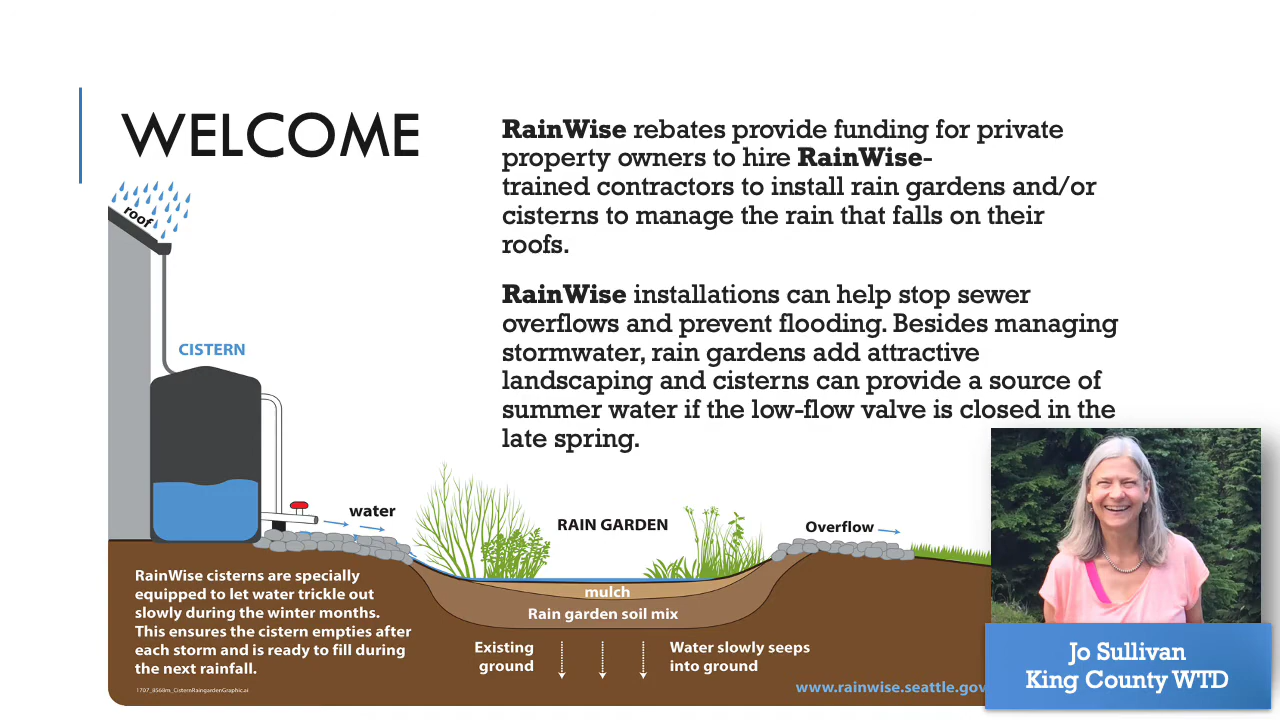 WELCOME
RainWise rebates provide funding for private
property owners to hire RainWise-
trained contractors to install rain gardens and/or
cisterns to manage the rain that falls on their
roofs.
RainWise installations can help stop sewer
overflows and prevent flooding. Besides managing
stormwater, rain gardens add attractive
landscaping and cisterns can provide a source of
summer water if the low-flow valve is closed in the
late spring.
roof
CISTERN
water
RAIN GARDEN
Overflow
mulch
Rain garden soil mix
RainWise cisterns are specially
equipped to let water trickle out
slowly during the winter months.
This ensures the cistern empties after
each storm and is ready to fill during
the next rainfall.
Existing
ground
Water slowly seeps
into ground
1707_8568m_CisternRaingardenGraphic.ai
www.rainwise.seattle.gov
Jo Sullivan
King County WTD